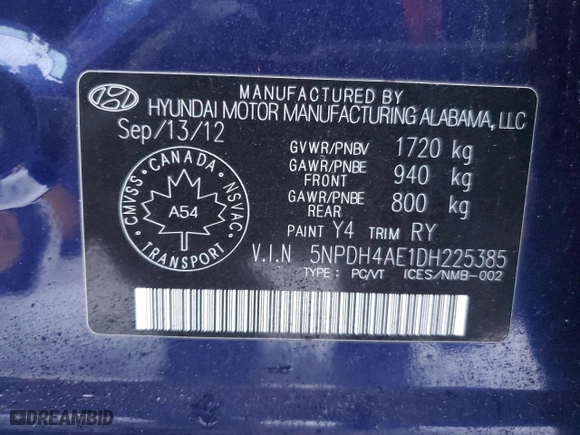 MANUFACTURED BY
HYUNDAI MOTOR MANUFACTURING ALABAMA, LLC
Sep/13/12
GVWR/PNBV 1720 kg
GAWR/PNBE FRONT 940 kg
GAWR/PNBE REAR 800 kg
CANADA
CMVSS
NSVAC
A54
TRANSPORT
PAINT Y4 TRIM RY
V.I.N 5NPDH4AE1DH225385
TYPE : PC/VT ICES/NMB-002
DREAMBID